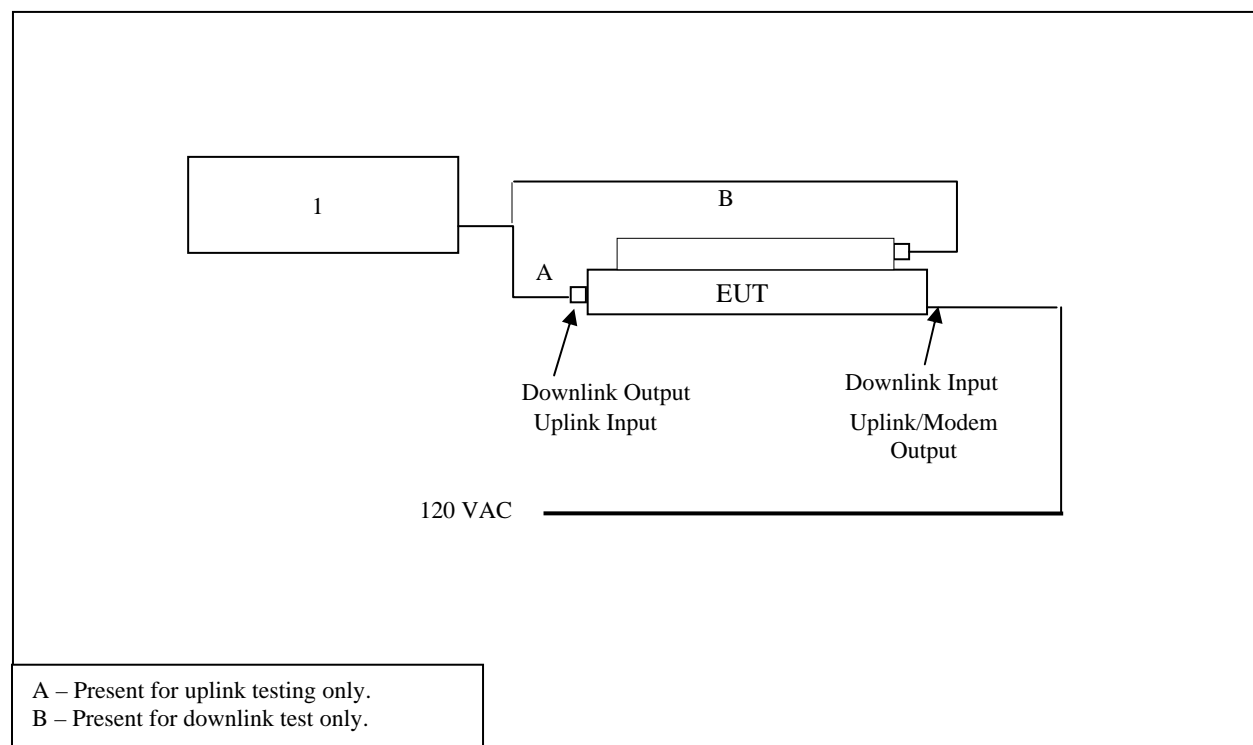 1
B
A
EUT
Downlink Output
Uplink Input
Downlink Input
Uplink/Modem
Output
120 VAC
A – Present for uplink testing only.
B – Present for downlink test only.